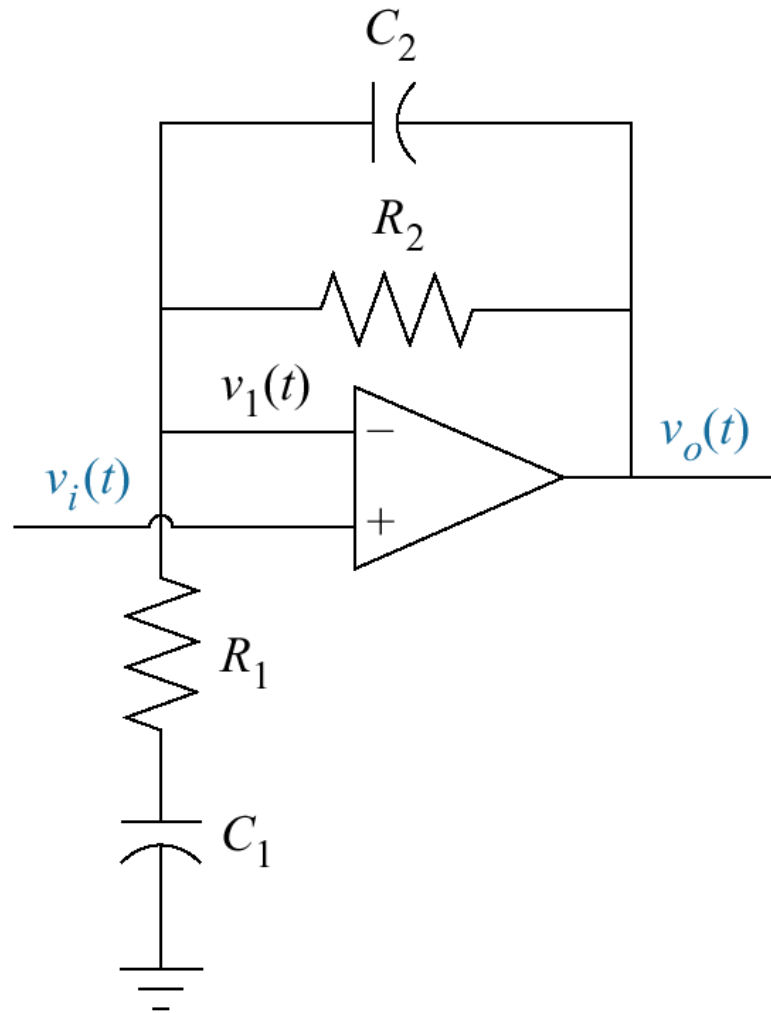 C₂
R₂
v₁(t)
−
vₒ(t)
vᵢ(t)
+
R₁
C₁